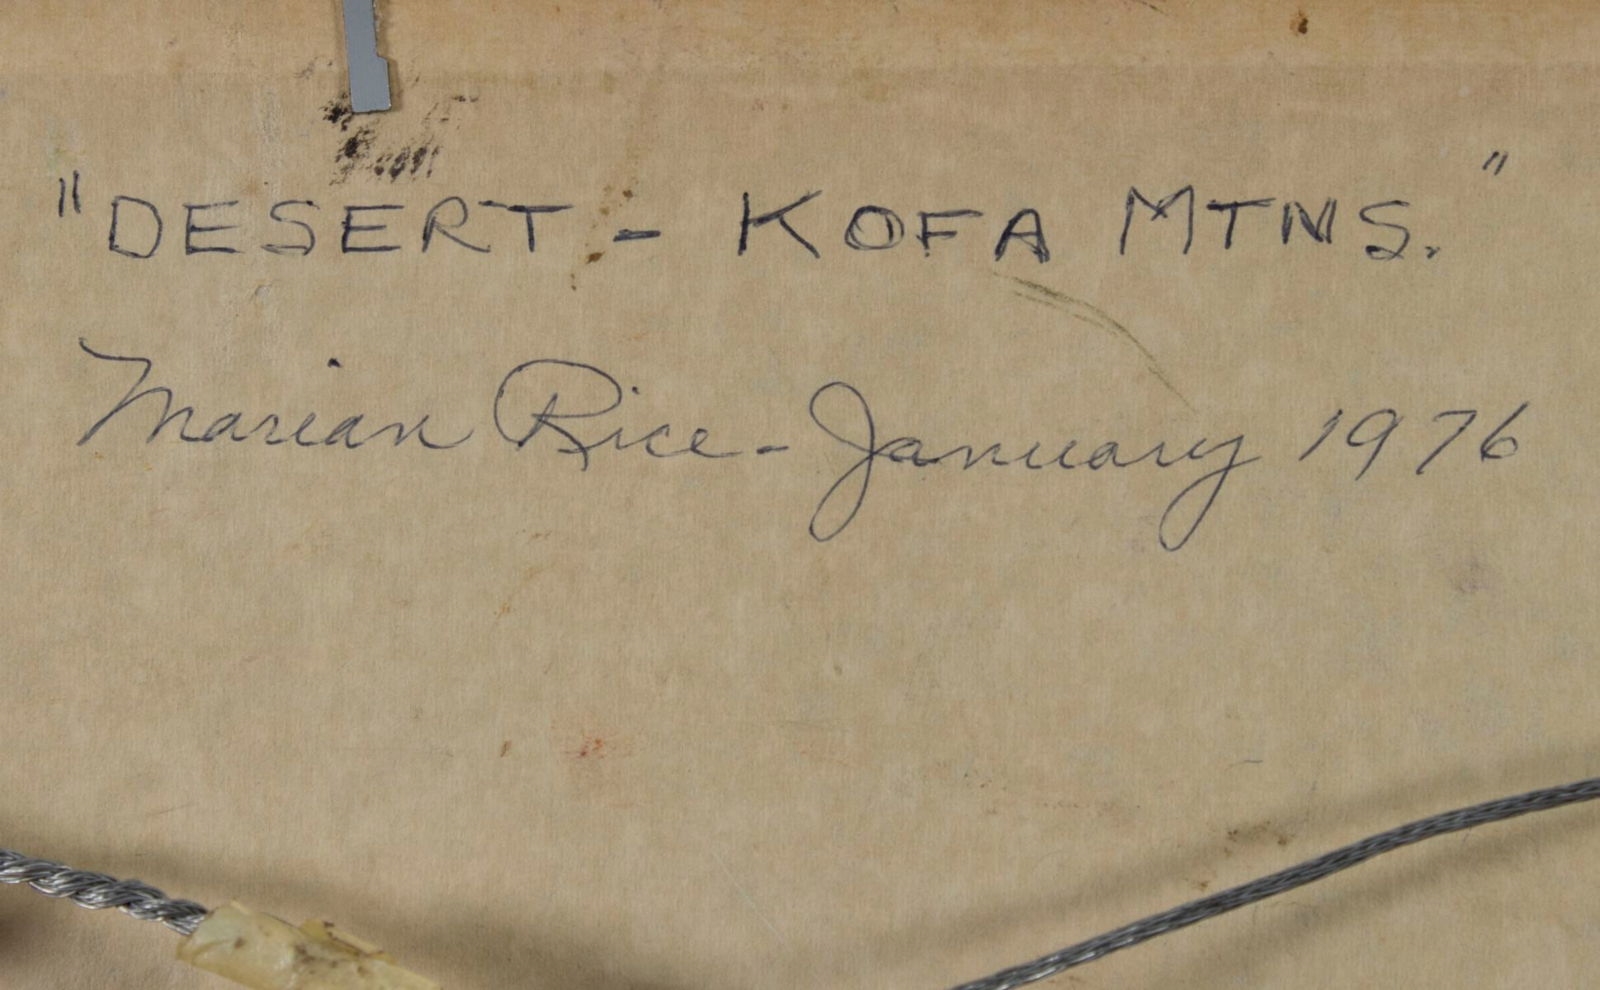 "DESERT - KOFA MTNS."
Marian Rice - January 1976